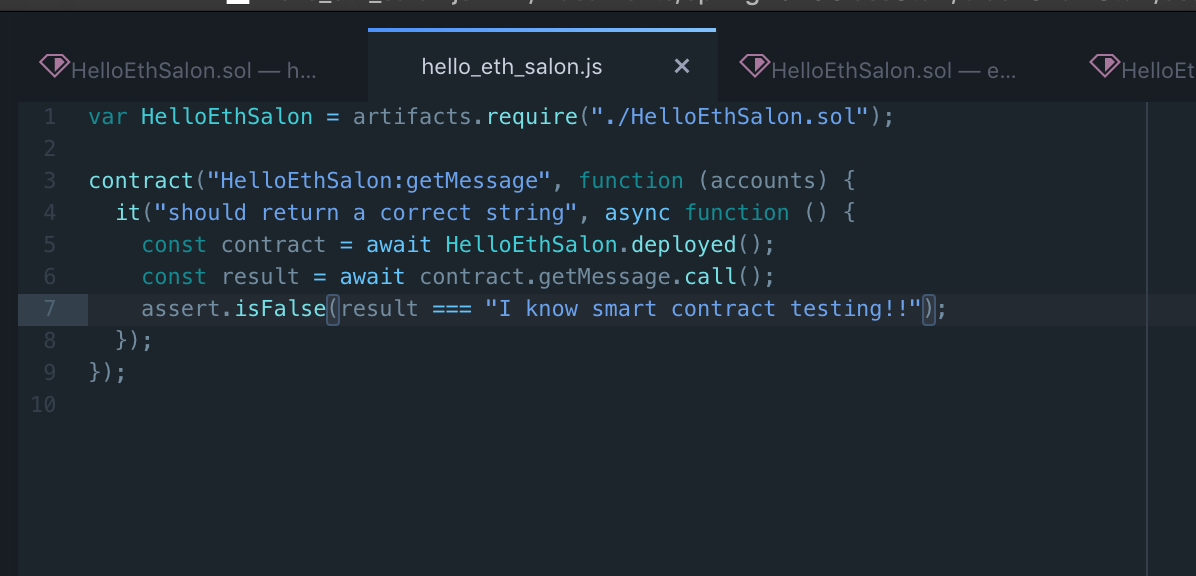 HelloEthSalon.sol — h...
hello_eth_salon.js
HelloEthSalon.sol — e...
HelloEt
1 var HelloEthSalon = artifacts.require("./HelloEthSalon.sol");
2
3 contract("HelloEthSalon:getMessage", function (accounts) {
4   it("should return a correct string", async function () {
5     const contract = await HelloEthSalon.deployed();
6     const result = await contract.getMessage.call();
7     assert.isFalse(result === "I know smart contract testing!!");
8   });
9 });
10